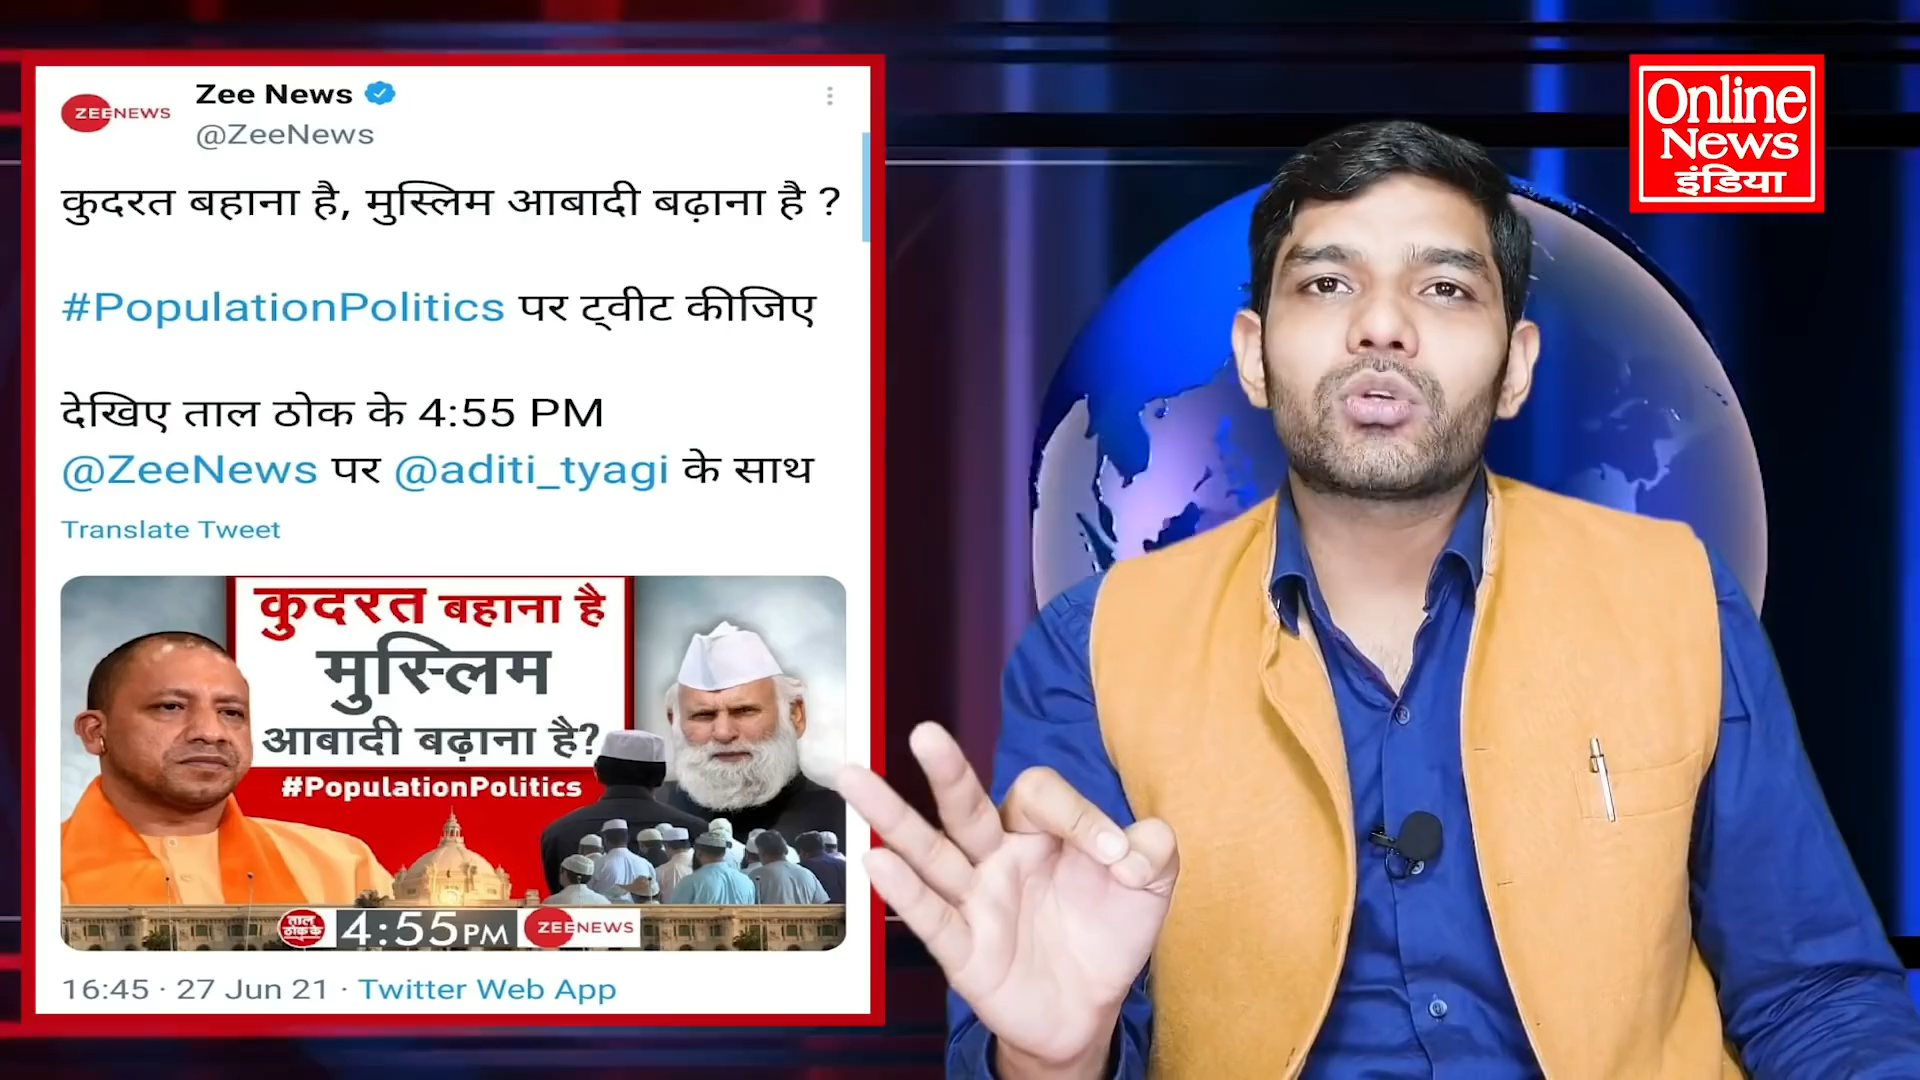 ZEENEWS
Zee News
@ZeeNews
कुदरत बहाना है, मुस्लिम आबादी बढ़ाना है ?
#PopulationPolitics पर ट्वीट कीजिए
देखिए ताल ठोक के 4:55 PM
@ZeeNews पर @aditi_tyagi के साथ
Translate Tweet
कुदरत बहाना है
मुस्लिम
आबादी बढ़ाना है?
#PopulationPolitics
ताल
ठोक के
4:55PM
ZEENEWS
16:45 · 27 Jun 21 · Twitter Web App
Online
News
इंडिया